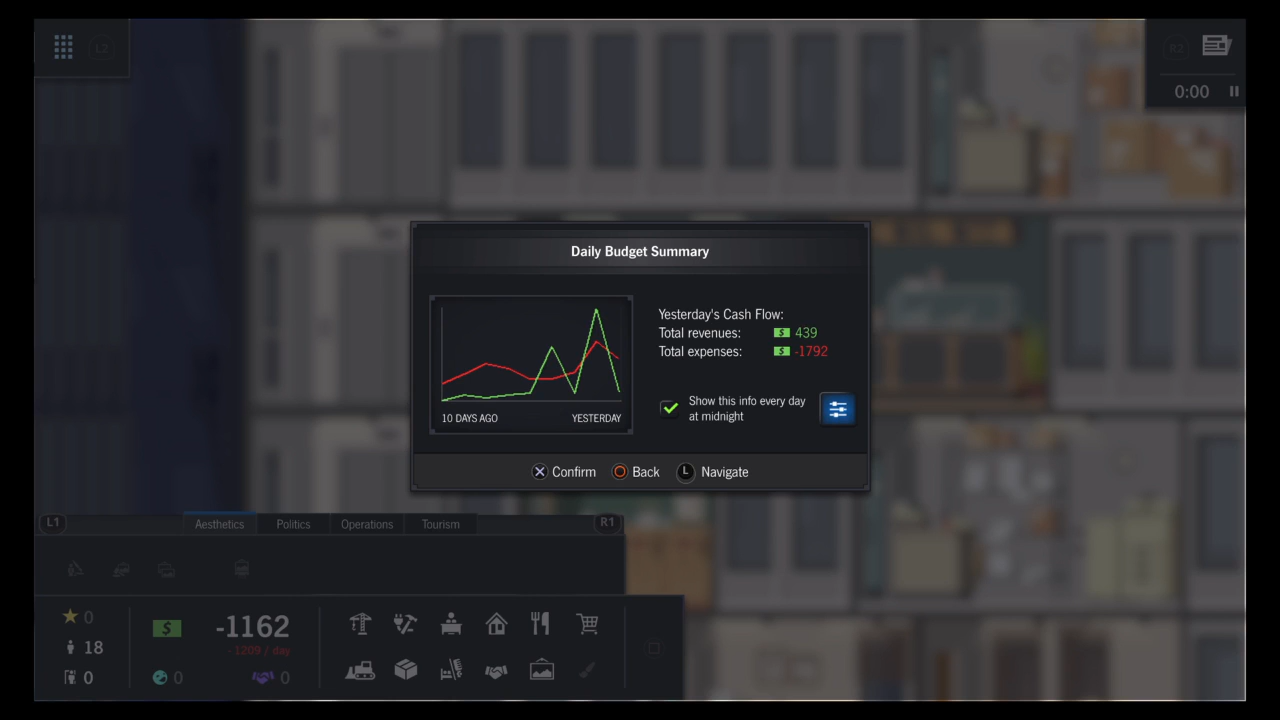 L2
R2
0:00
Daily Budget Summary
Yesterday's Cash Flow:
Total revenues: $ 439
Total expenses: $ -1792
Show this info every day
at midnight
10 DAYS AGO YESTERDAY
Confirm Back L Navigate
L1 Aesthetics Politics Operations Tourism R1
0
18
0
$ -1162
-1209 / day
0 0